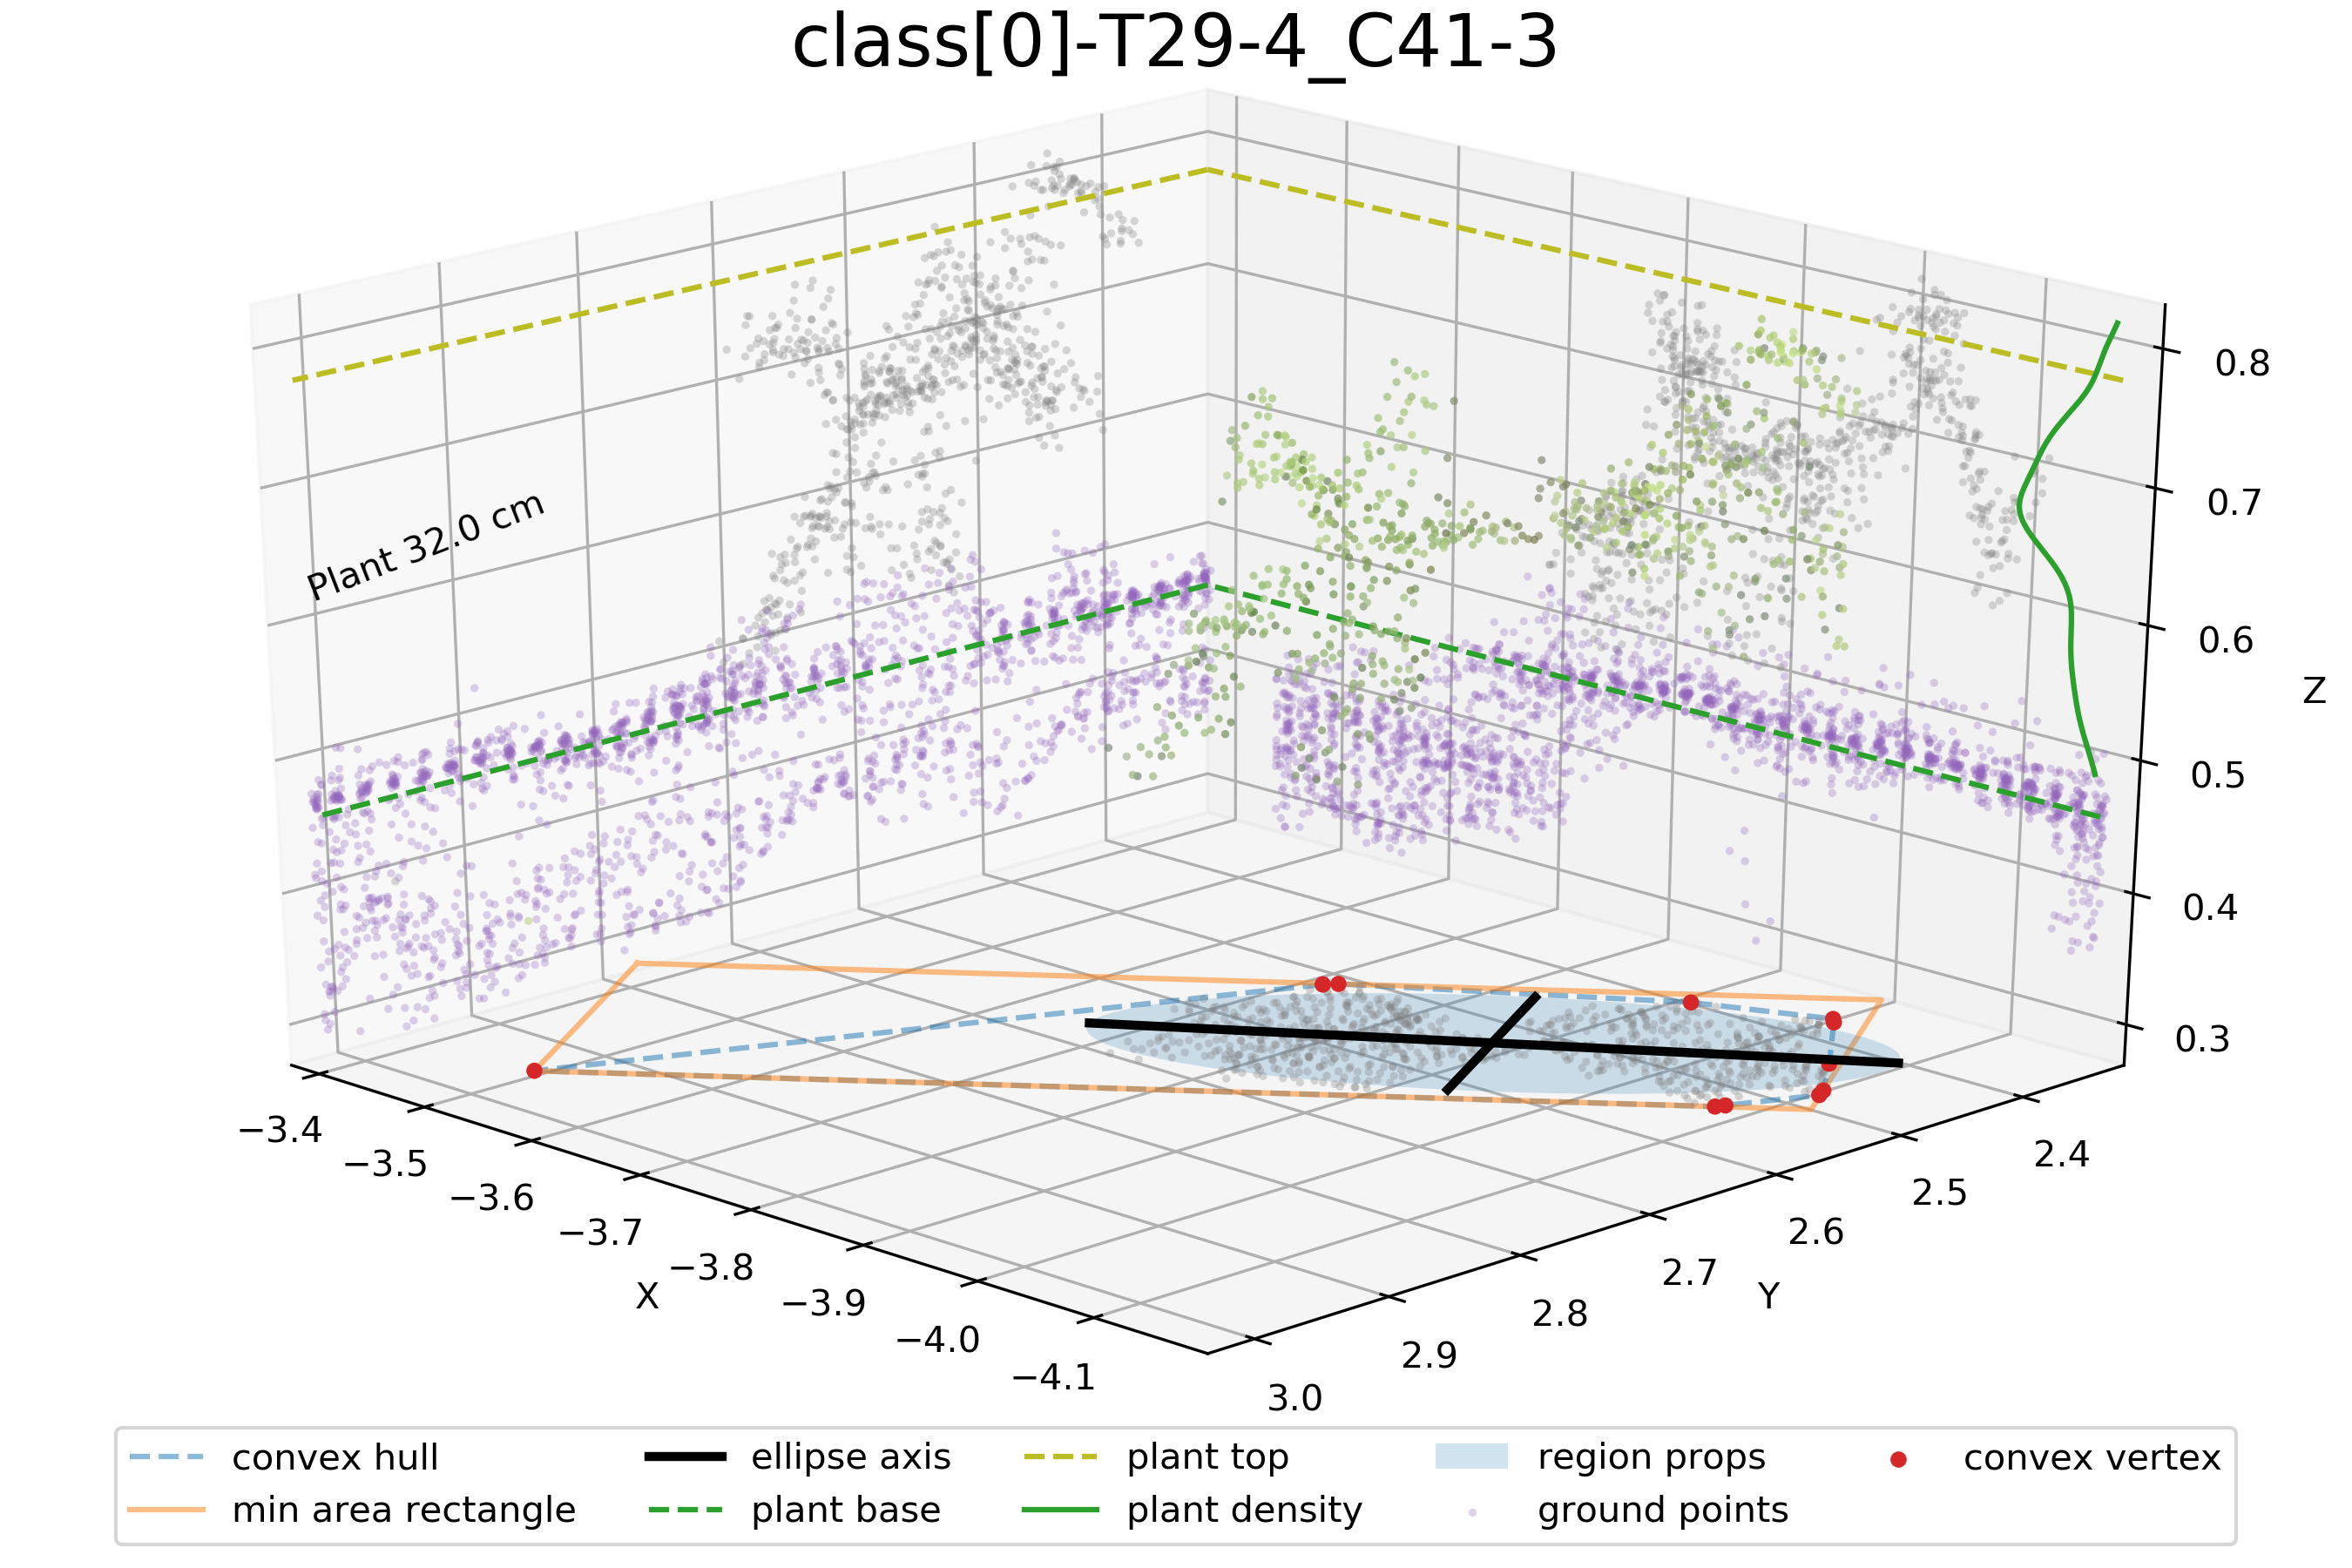 class[0]-T29-4_C41-3
Plant 32.0 cm
0.8
0.7
0.6
0.5
0.4
0.3
Z
−3.4
−3.5
−3.6
−3.7
−3.8
−3.9
−4.0
−4.1
X
2.4
2.5
2.6
2.7
2.8
2.9
3.0
Y
convex hull
min area rectangle
ellipse axis
plant base
plant top
plant density
region props
ground points
convex vertex